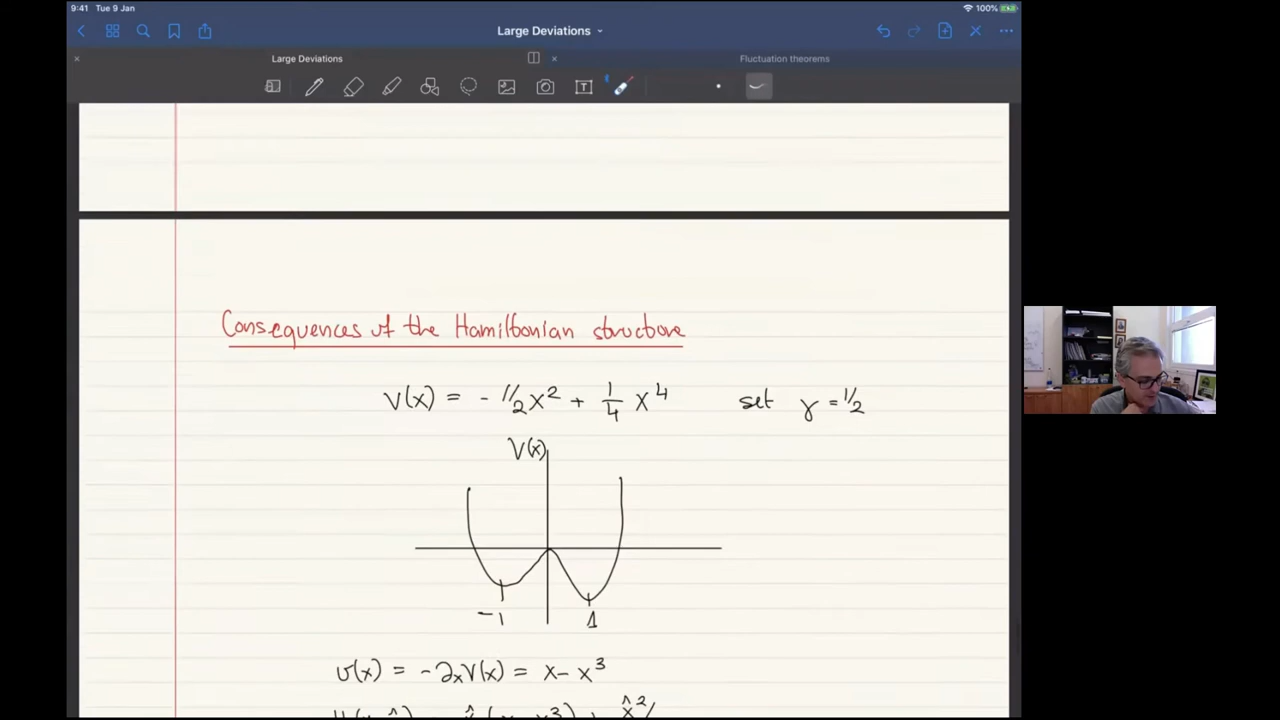 9:41 Tue 9 Jan
100%
Large Deviations
Large Deviations
Fluctuation theorems
Consequences of the Hamiltonian structure
V(x) = - 1/2 x² + 1/4 x⁴ set γ = 1/2
V(x)
-1 1
v(x) = -∂ₓV(x) = x - x³